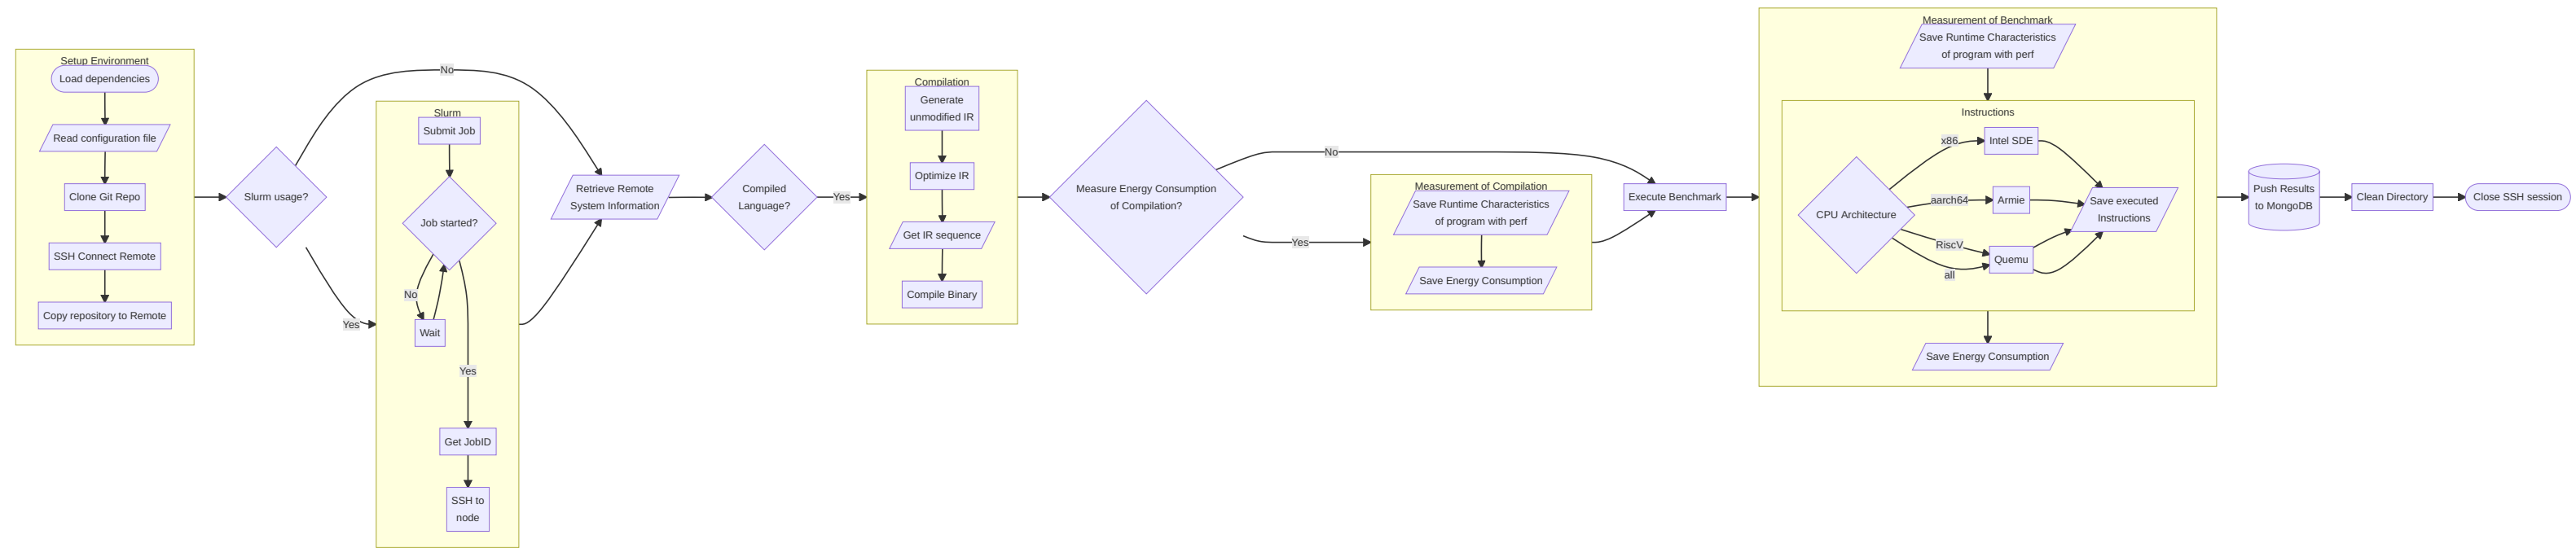 Setup Environment
Load dependencies
Read configuration file
Clone Git Repo
SSH Connect Remote
Copy repository to Remote
Slurm usage?
No
Yes
Slurm
Submit Job
Job started?
No
Wait
Yes
Get JobID
SSH to
node
Retrieve Remote
System Information
Compiled
Language?
Yes
Compilation
Generate
unmodified IR
Optimize IR
Get IR sequence
Compile Binary
Measure Energy Consumption
of Compilation?
No
Yes
Measurement of Compilation
Save Runtime Characteristics
of program with perf
Save Energy Consumption
Execute Benchmark
Measurement of Benchmark
Save Runtime Characteristics
of program with perf
Instructions
CPU Architecture
x86
aarch64
RiscV
all
Intel SDE
Armie
Quemu
Save executed
Instructions
Save Energy Consumption
Push Results
to MongoDB
Clean Directory
Close SSH session